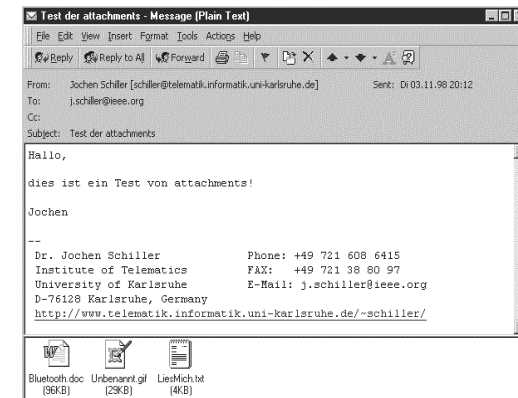 Test der attachments - Message (Plain Text)
File Edit View Insert Format Tools Actions Help
Reply Reply to All Forward
From: Jochen Schiller [schiller@telematik.informatik.uni-karlsruhe.de] Sent: Di 03.11.98 20:12
To: j.schiller@ieee.org
Cc:
Subject: Test der attachments
Hallo,
dies ist ein Test von attachments!
Jochen
--
Dr. Jochen Schiller Phone: +49 721 608 6415
Institute of Telematics FAX: +49 721 38 80 97
University of Karlsruhe E-Mail: j.schiller@ieee.org
D-76128 Karlsruhe, Germany
http://www.telematik.informatik.uni-karlsruhe.de/~schiller/
Bluetooth.doc Unbenannt.gif LiesMich.txt
(96KB) (29KB) (4KB)